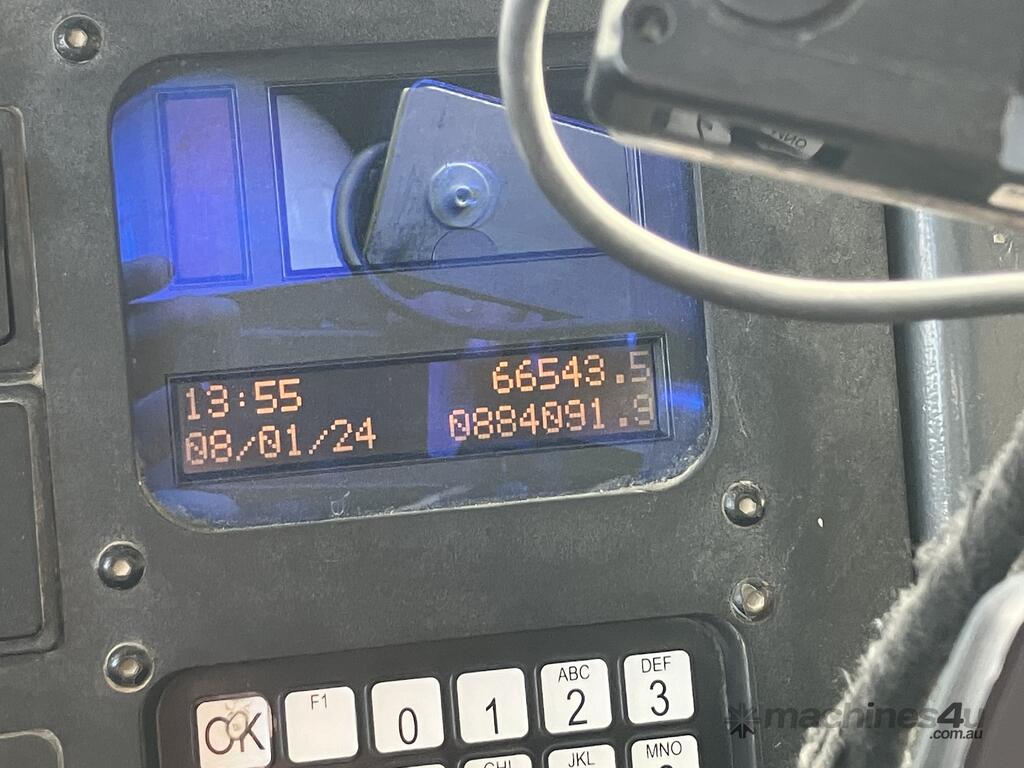 13:55 66543.5
08/01/24 0884091.9
OK F1 0 1 ABC 2 DEF 3
GHI JKL MNO
machines4u
.com.au